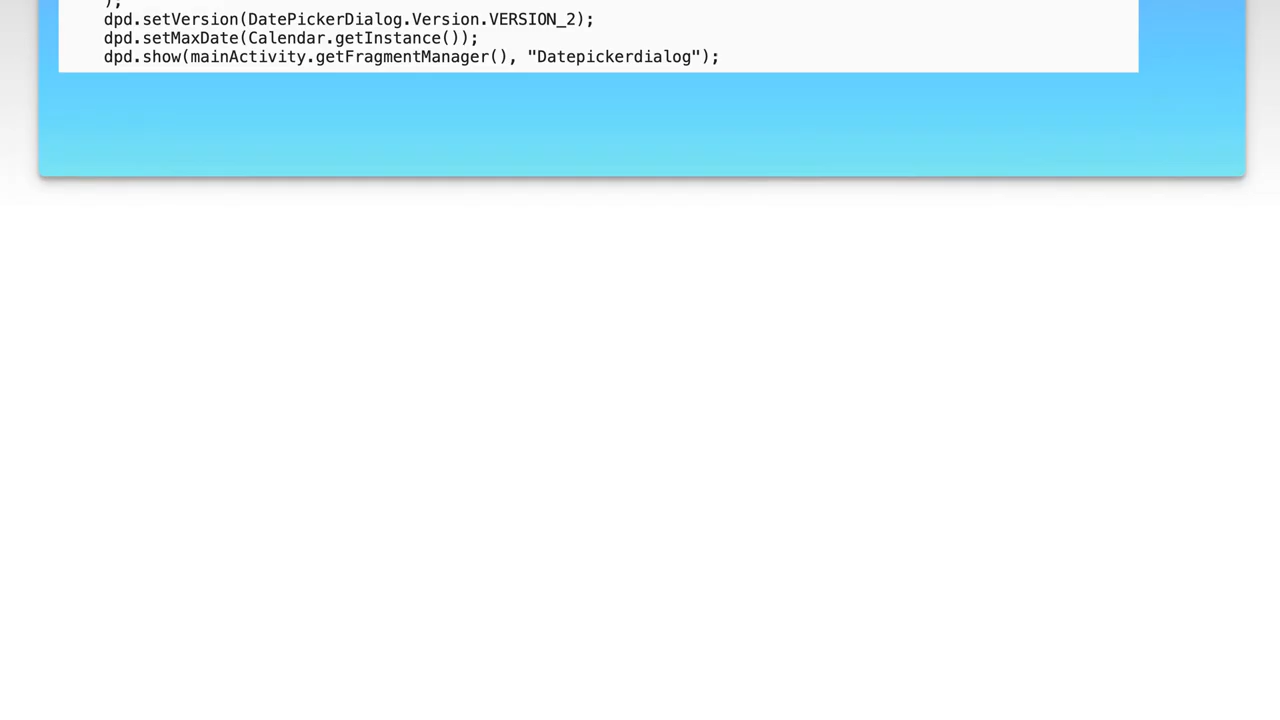 );
dpd.setVersion(DatePickerDialog.Version.VERSION_2);
dpd.setMaxDate(Calendar.getInstance());
dpd.show(mainActivity.getFragmentManager(), "Datepickerdialog");